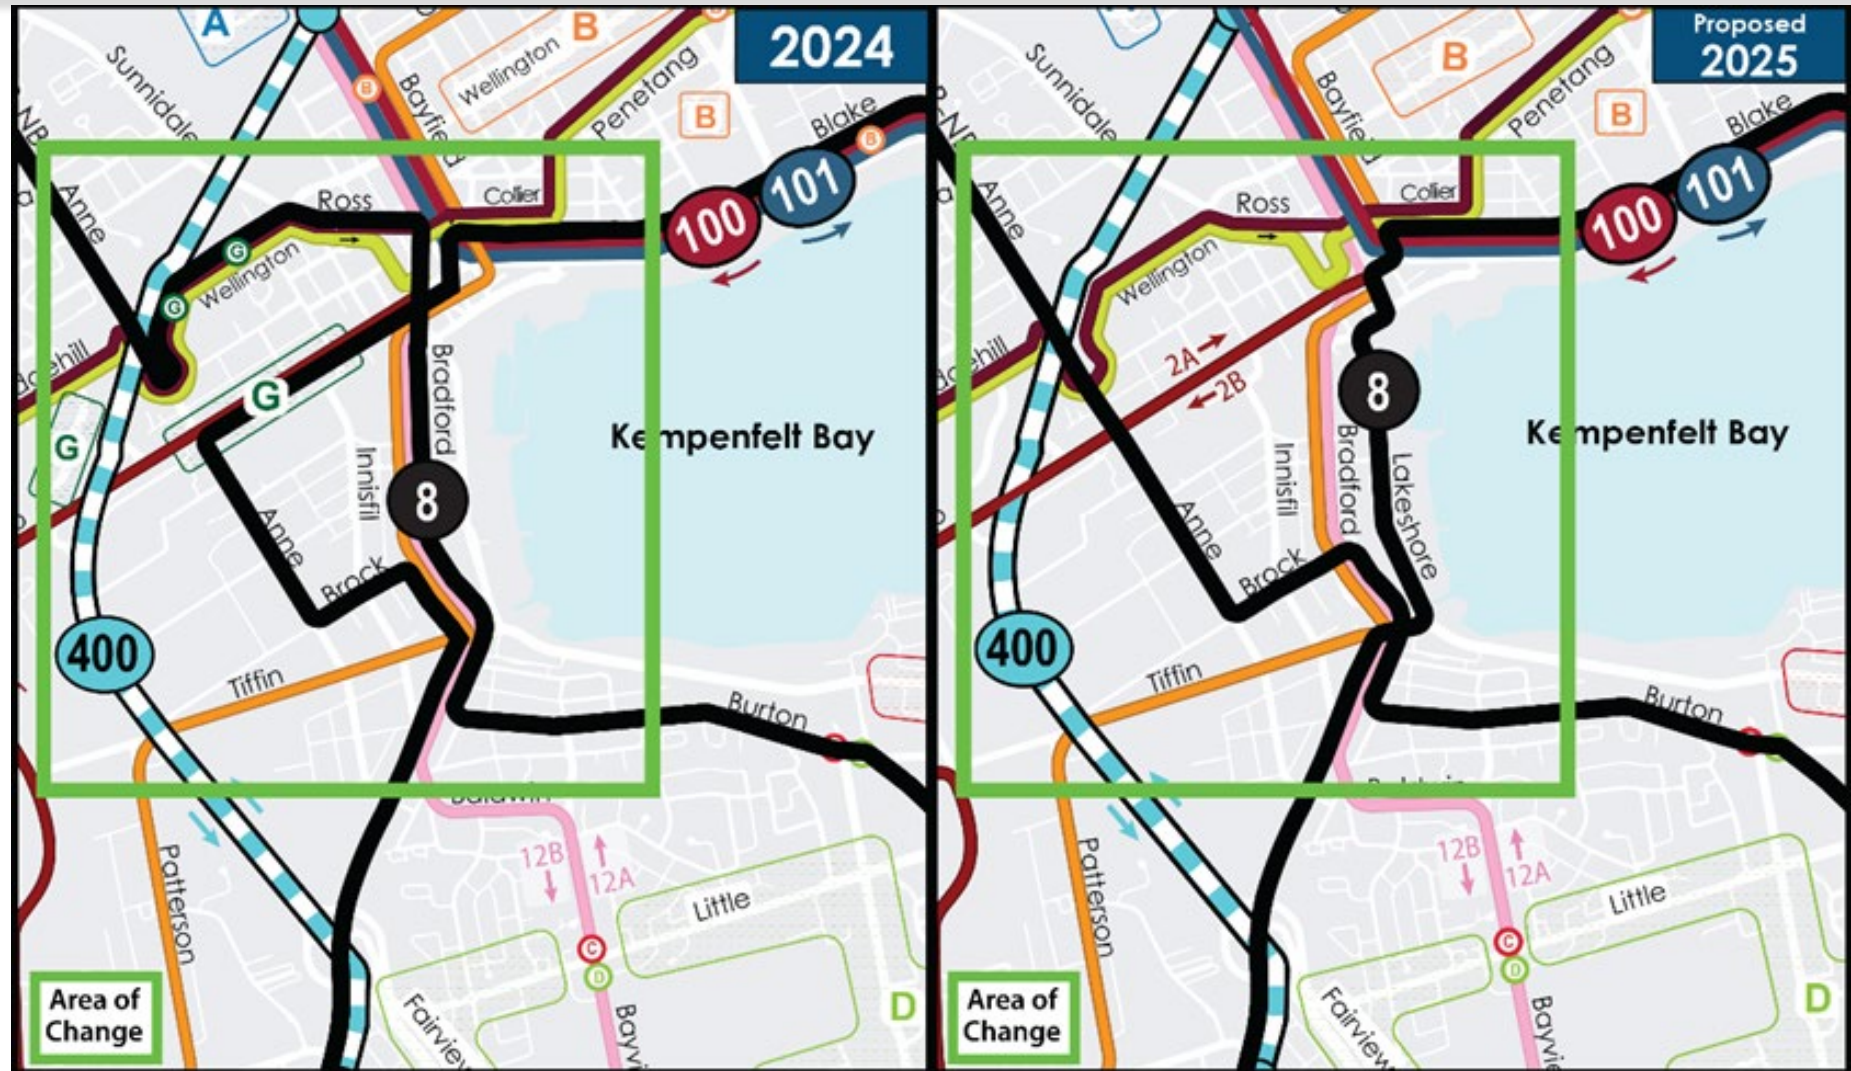 A
B
Wellington
2024
Sunnidale
B
Bayfield
Penetang
B
Blake
B
Anne
Ross
Collier
100
101
G
Wellington
G
Bradford
G
G
Kempenfelt Bay
Innisfil
8
Anne
Brock
400
Tiffin
Burton
Baldwin
12B
12A
Patterson
Little
C
D
Area of
Change
Fairview
Bayvi
D
Proposed
2025
B
Sunnidale
Bayfield
Penetang
B
Blake
Anne
Ross
Collier
100
101
Wellington
2A
2B
8
Kempenfelt Bay
Innisfil
Bradford
Lakeshore
Anne
Brock
400
Tiffin
Burton
12B
12A
Patterson
Little
C
D
Area of
Change
Fairview
Bayvie
D